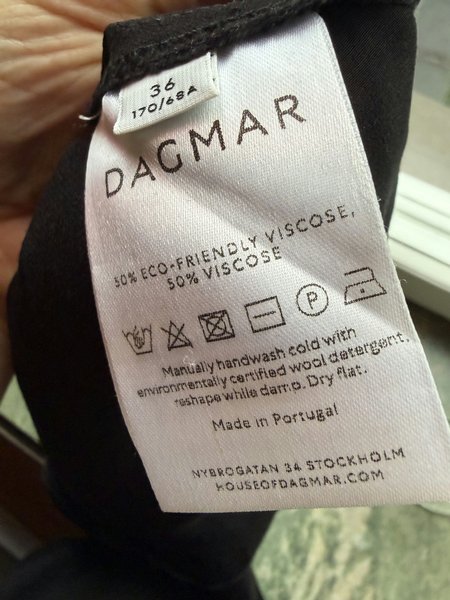 36
170/68A
DAGMAR
50% ECO-FRIENDLY VISCOSE,
50% VISCOSE
P
Manually handwash cold with
environmentally certified wool detergent,
reshape while damp. Dry flat.
Made in Portugal
NYBROGATAN 34 STOCKHOLM
HOUSEOFDAGMAR.COM